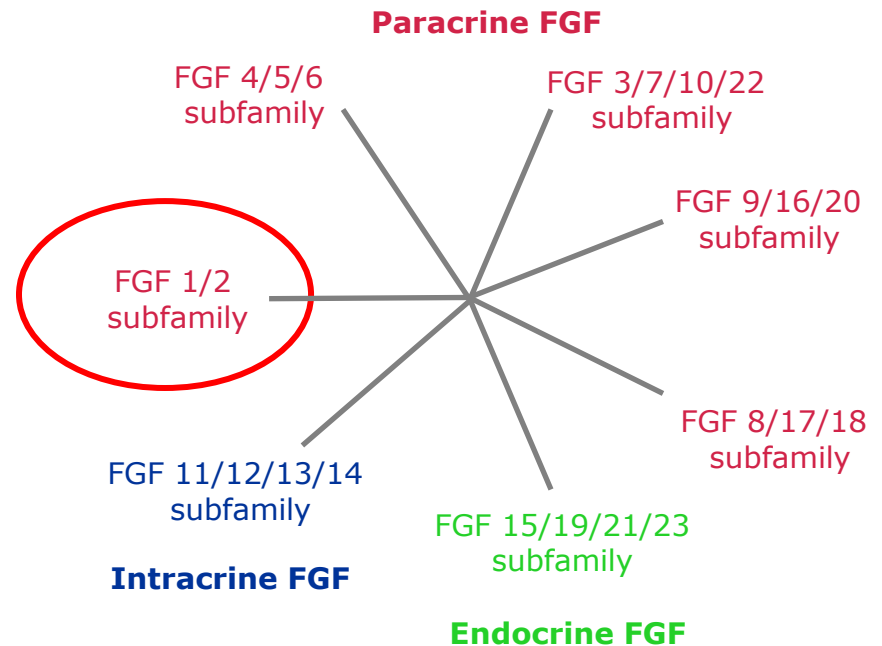 Paracrine FGF
FGF 4/5/6
subfamily
FGF 3/7/10/22
subfamily
FGF 9/16/20
subfamily
FGF 1/2
subfamily
FGF 8/17/18
subfamily
FGF 11/12/13/14
subfamily
FGF 15/19/21/23
subfamily
Intracrine FGF
Endocrine FGF